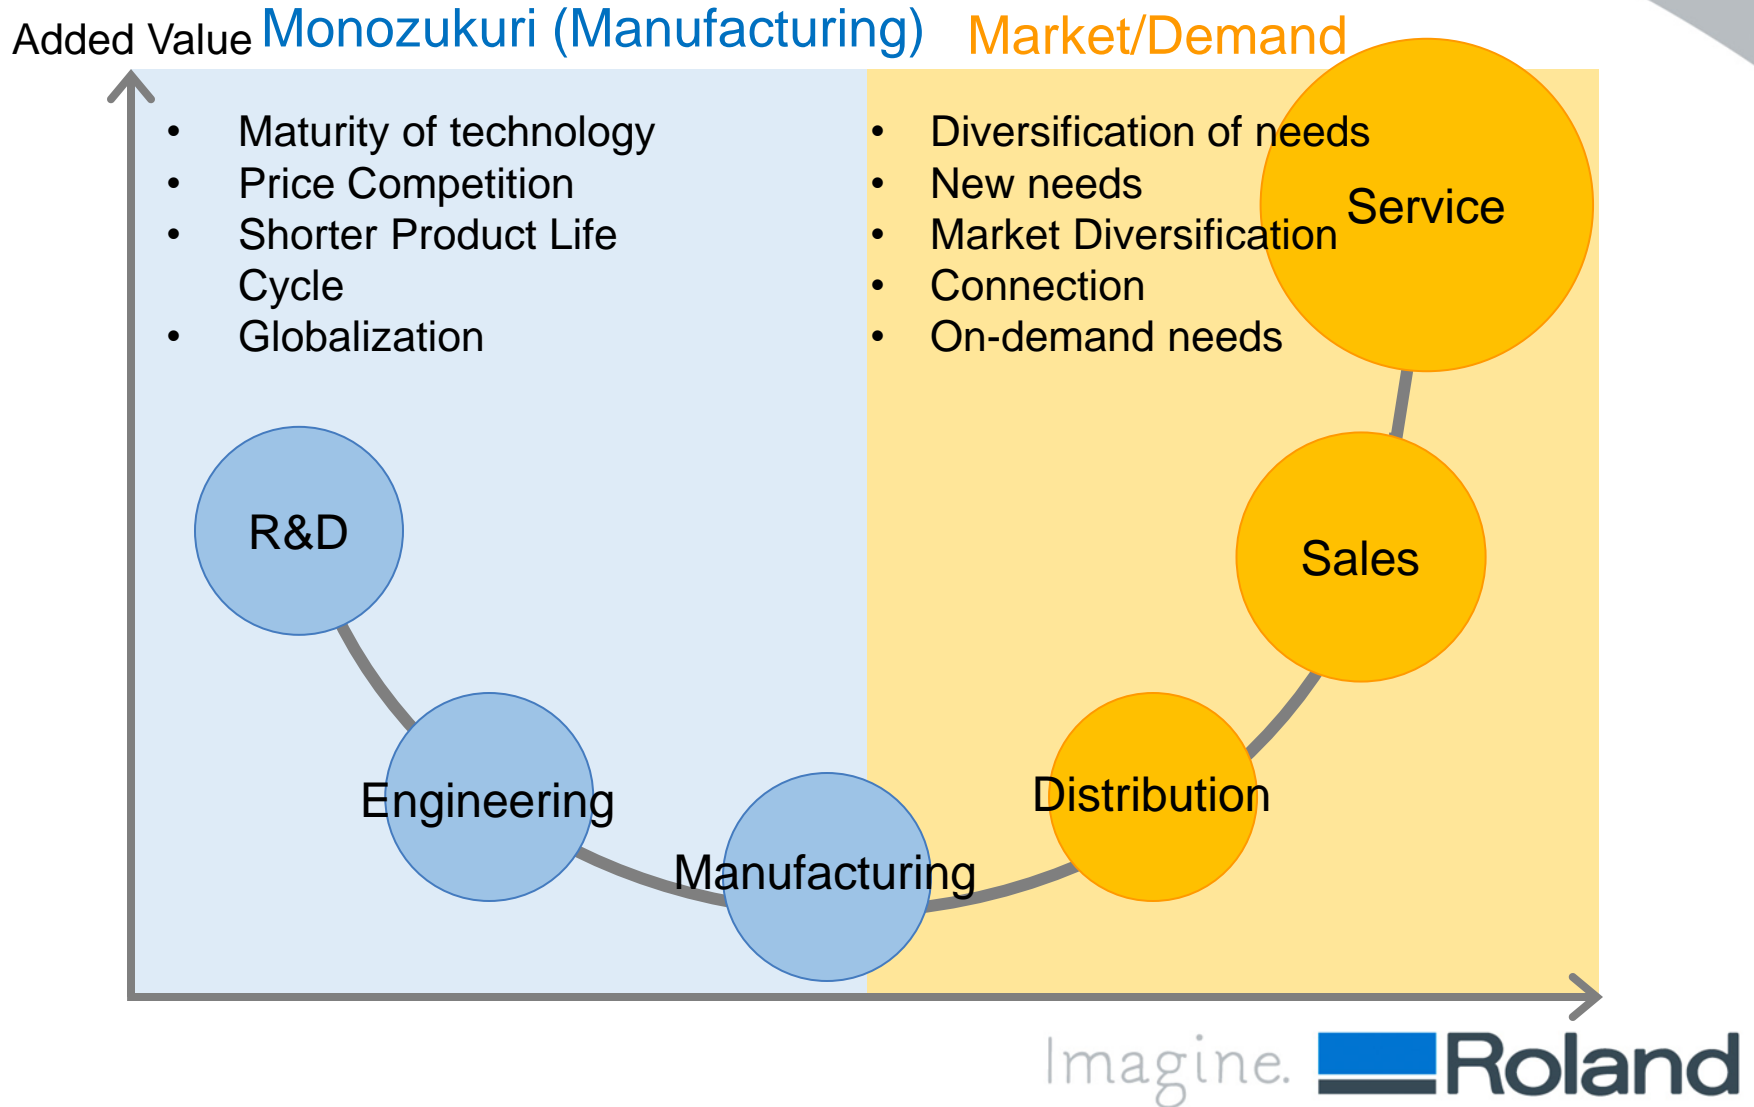 Added Value
Monozukuri (Manufacturing)
Market/Demand
• Maturity of technology
• Price Competition
• Shorter Product Life
Cycle
• Globalization
• Diversification of needs
• New needs
• Market Diversification
• Connection
• On-demand needs
Service
R&D
Sales
Engineering
Distribution
Manufacturing
Imagine.
Roland